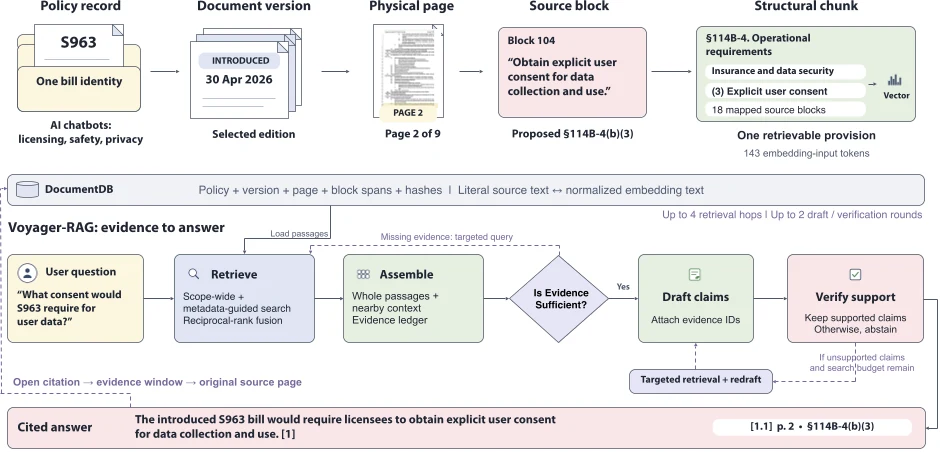 Policy record
Document version
Physical page
Source block
Structural chunk
S963
One bill identity
AI chatbots:
licensing, safety, privacy
INTRODUCED
30 Apr 2026
Selected edition
PAGE 2
Page 2 of 9
Block 104
“Obtain explicit user
consent for data
collection and use.”
Proposed §114B-4(b)(3)
§114B-4. Operational
requirements
Insurance and data security
(3) Explicit user consent
18 mapped source blocks
Vector
One retrievable provision
143 embedding-input tokens
DocumentDB
Policy + version + page + block spans + hashes | Literal source text ↔ normalized embedding text
Up to 4 retrieval hops | Up to 2 draft / verification rounds
Voyager-RAG: evidence to answer
Load passages
Missing evidence: targeted query
User question
“What consent would
S963 require for
user data?”
Retrieve
Scope-wide +
metadata-guided search
Reciprocal-rank fusion
Assemble
Whole passages +
nearby context
Evidence ledger
Is Evidence
Sufficient?
Yes
Draft claims
Attach evidence IDs
Verify support
Keep supported claims
Otherwise, abstain
If unsupported claims
and search budget remain
Targeted retrieval + redraft
Open citation → evidence window → original source page
Cited answer
The introduced S963 bill would require licensees to obtain explicit user consent
for data collection and use. [1]
[1.1] p. 2 • §114B-4(b)(3)